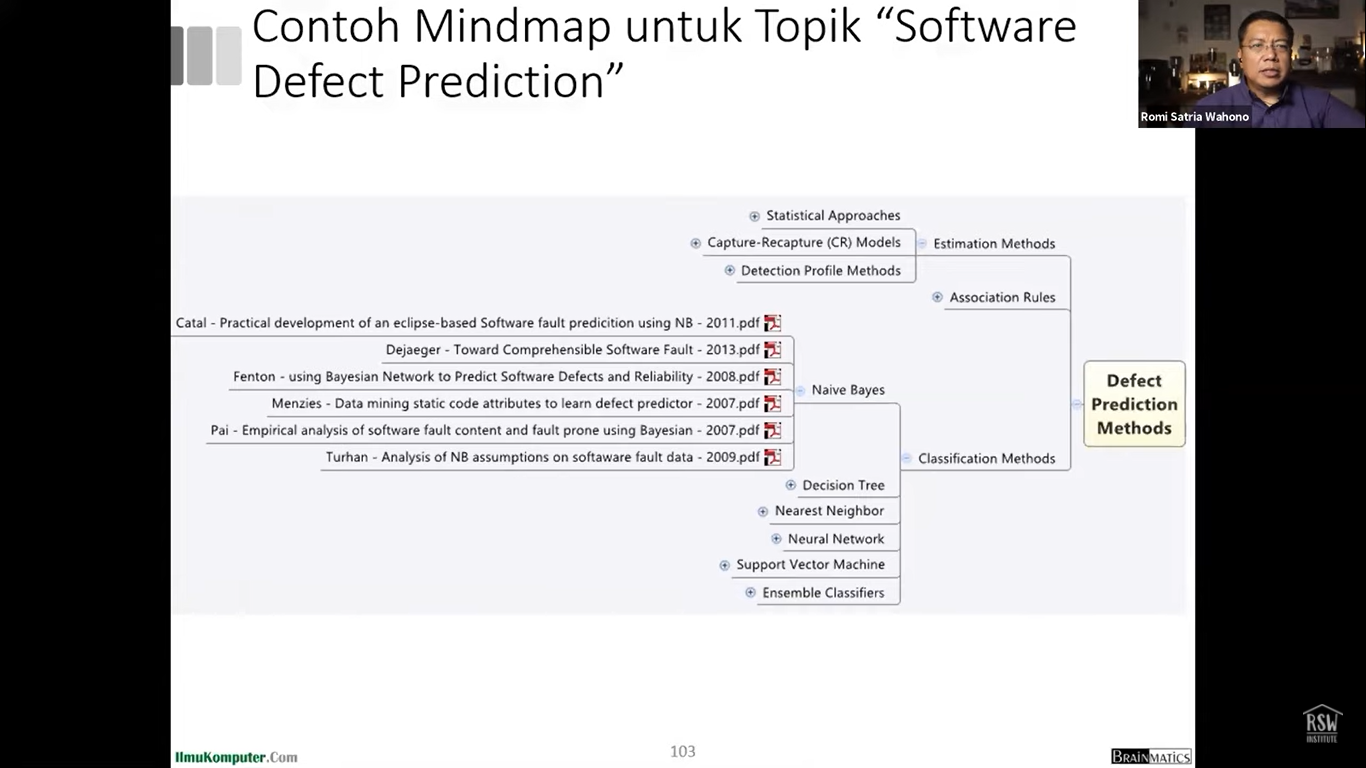 Contoh Mindmap untuk Topik “Software
Defect Prediction”
Romi Satria Wahono
Statistical Approaches
Capture-Recapture (CR) Models
Detection Profile Methods
Estimation Methods
Association Rules
Catal - Practical development of an eclipse-based Software fault predicition using NB - 2011.pdf
Dejaeger - Toward Comprehensible Software Fault - 2013.pdf
Fenton - using Bayesian Network to Predict Software Defects and Reliability - 2008.pdf
Menzies - Data mining static code attributes to learn defect predictor - 2007.pdf
Pai - Empirical analysis of software fault content and fault prone using Bayesian - 2007.pdf
Turhan - Analysis of NB assumptions on softaware fault data - 2009.pdf
Naive Bayes
Decision Tree
Nearest Neighbor
Neural Network
Support Vector Machine
Ensemble Classifiers
Classification Methods
Defect
Prediction
Methods
IlmuKomputer.Com
103
BRAINMATICS
RSW
INSTITUTE